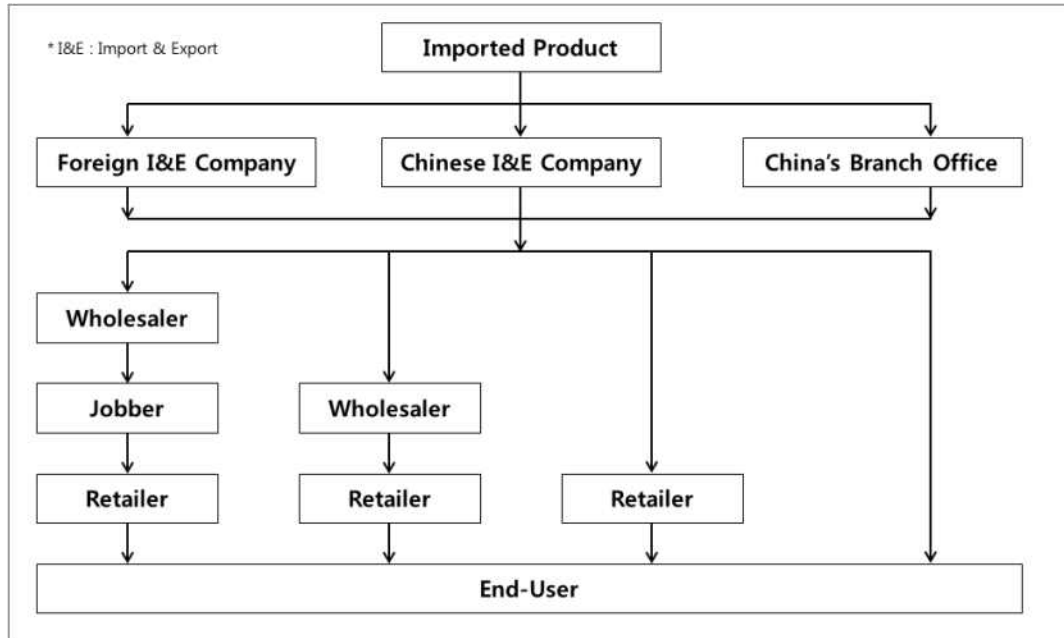 * I&E : Import & Export
Imported Product
Foreign I&E Company
Chinese I&E Company
China's Branch Office
Wholesaler
Jobber
Wholesaler
Retailer
Retailer
Retailer
End-User